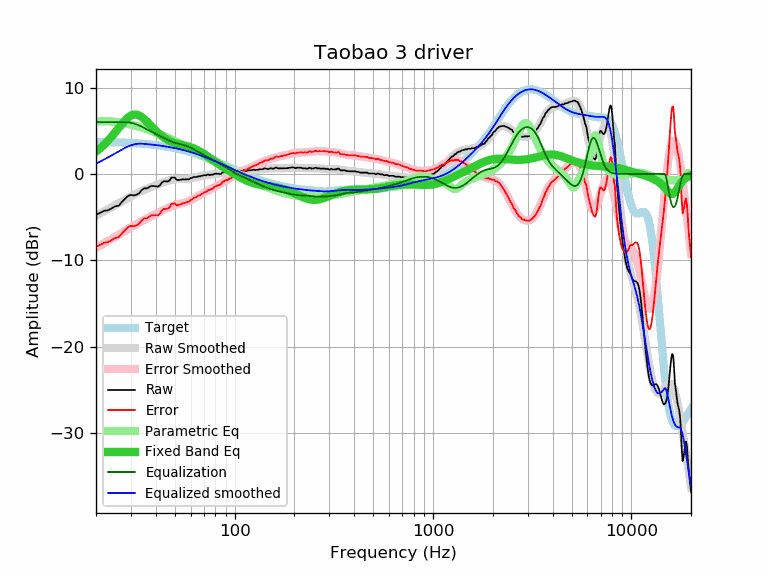 Taobao 3 driver
10
0
−10
−20
−30
Amplitude (dBr)
Target
Raw Smoothed
Error Smoothed
Raw
Error
Parametric Eq
Fixed Band Eq
Equalization
Equalized smoothed
100
1000
10000
Frequency (Hz)